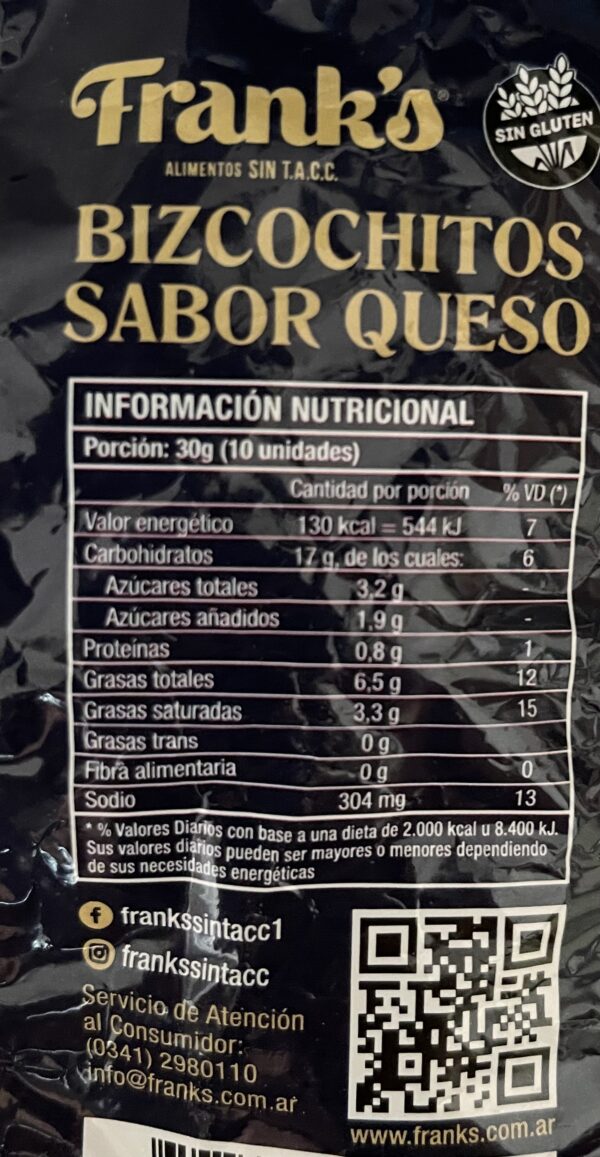 Frank's
SIN GLUTEN
ALIMENTOS SIN T.A.C.C.
BIZCOCHITOS
SABOR QUESO
INFORMACIÓN NUTRICIONAL
Porción: 30g (10 unidades)
Cantidad por porción % VD (*)
Valor energético 130 kcal = 544 kJ 7
Carbohidratos 17 g, de los cuales: 6
Azúcares totales 3,2 g -
Azúcares añadidos 1,9 g -
Proteínas 0,8 g 1
Grasas totales 6,5 g 12
Grasas saturadas 3,3 g 15
Grasas trans 0 g
Fibra alimentaria 0 g 0
Sodio 304 mg 13
* % Valores Diarios con base a una dieta de 2.000 kcal u 8.400 kJ.
Sus valores diarios pueden ser mayores o menores dependiendo
de sus necesidades energéticas
frankssintacc1
frankssintacc
Servicio de Atención
al Consumidor:
(0341) 2980110
info@franks.com.ar
www.franks.com.ar